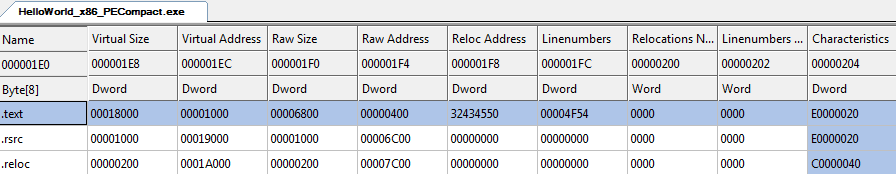 HelloWorld_x86_PECompact.exe
Name Virtual Size Virtual Address Raw Size Raw Address Reloc Address Linenumbers Relocations N... Linenumbers ... Characteristics
000001E0 000001E8 000001EC 000001F0 000001F4 000001F8 000001FC 00000200 00000202 00000204
Byte[8] Dword Dword Dword Dword Dword Dword Word Word Dword
.text 00018000 00001000 00006800 00000400 32434550 00004F54 0000 0000 E0000020
.rsrc 00001000 00019000 00001000 00006C00 00000000 00000000 0000 0000 E0000020
.reloc 00000200 0001A000 00000200 00007C00 00000000 00000000 0000 0000 C0000040